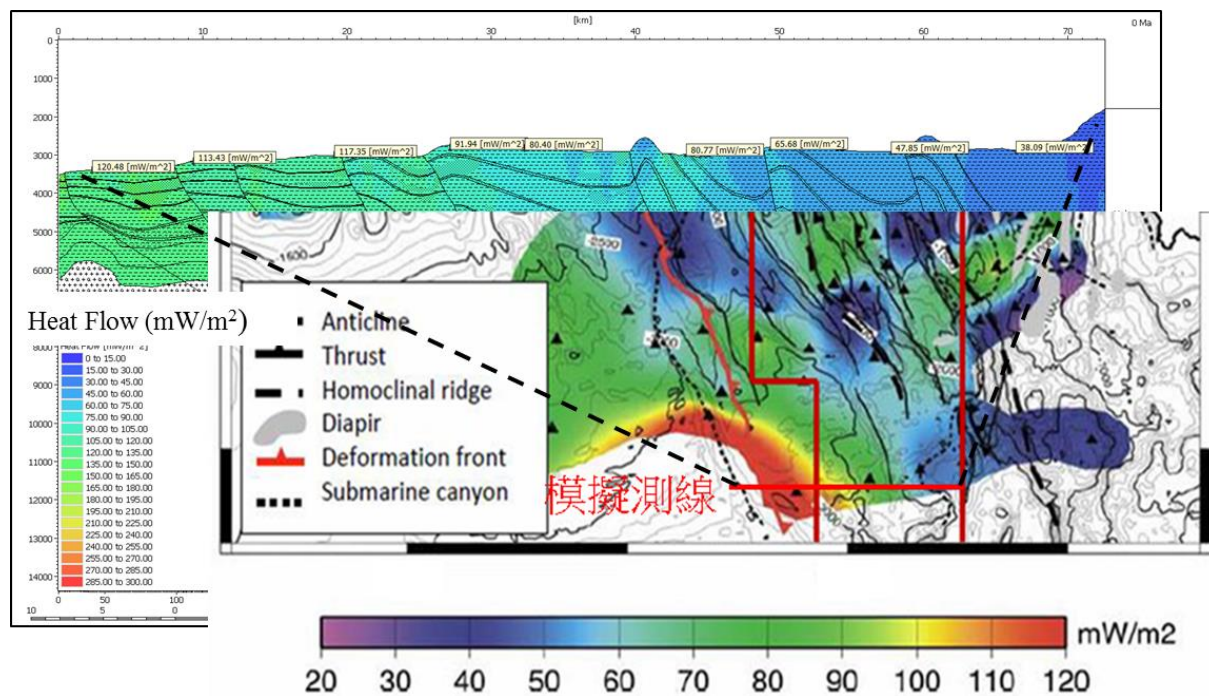 [km]
0 Ma
0 10 20 30 40 50 60 70
0
1000
2000
3000
4000
5000
6000
120.48 [mW/m^2]
113.43 [mW/m^2]
117.35 [mW/m^2]
91.94 [mW/m^2]
80.40 [mW/m^2]
80.77 [mW/m^2]
65.68 [mW/m^2]
47.85 [mW/m^2]
38.09 [mW/m^2]
Heat Flow (mW/m²)
8000
9000
10000
11000
12000
13000
14000
0 to 15.00
15.00 to 30.00
30.00 to 45.00
45.00 to 60.00
60.00 to 75.00
75.00 to 90.00
90.00 to 105.00
105.00 to 120.00
120.00 to 135.00
135.00 to 150.00
150.00 to 165.00
165.00 to 180.00
180.00 to 195.00
195.00 to 210.00
210.00 to 225.00
225.00 to 240.00
240.00 to 255.00
255.00 to 270.00
270.00 to 285.00
285.00 to 300.00
0 50 100
10 5 0
Anticline
Thrust
Homoclinal ridge
Diapir
Deformation front
Submarine canyon
-1600
模擬測線
mW/m2
20 30 40 50 60 70 80 90 100 110 120